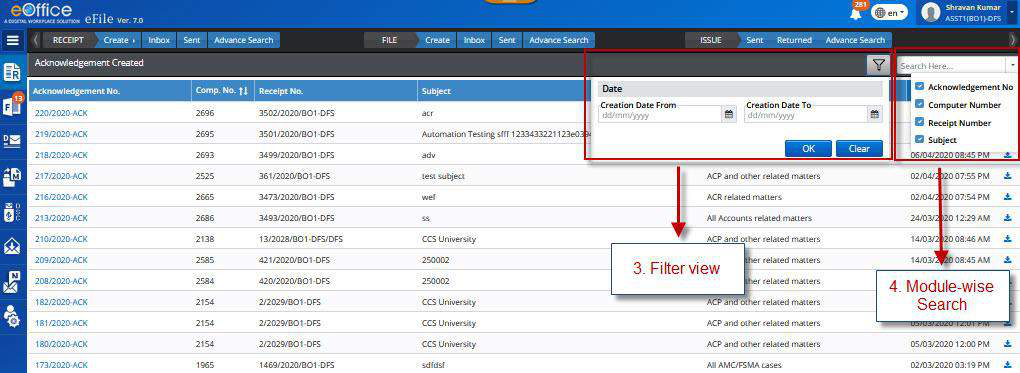 eOffice
A DIGITAL WORKPLACE SOLUTION
eFile Ver. 7.0
281
en
Shravan Kumar
ASST1(BO1)-DFS
RECEIPT Create Inbox Sent Advance Search
FILE Create Inbox Sent Advance Search
ISSUE Sent Returned Advance Search
Acknowledgement Created
Search Here...
13
Acknowledgement No. Comp. No. Receipt No. Subject
Date
Creation Date From Creation Date To
dd/mm/yyyy dd/mm/yyyy
OK Clear
Acknowledgement No
Computer Number
Receipt Number
Subject
220/2020-ACK 2696 3502/2020/BO1-DFS acr
219/2020-ACK 2695 3501/2020/BO1-DFS Automation Testing sfff 1233433221123e0394
218/2020-ACK 2693 3499/2020/BO1-DFS adv 06/04/2020 08:45 PM
217/2020-ACK 2525 361/2020/BO1-DFS test subject ACP and other related matters 02/04/2020 07:55 PM
216/2020-ACK 2665 3473/2020/BO1-DFS wef ACR related matters 02/04/2020 07:54 PM
213/2020-ACK 2686 3493/2020/BO1-DFS ss All Accounts related matters 24/03/2020 12:29 AM
210/2020-ACK 2138 13/2028/BO1-DFS/DFS CCS University ACP and other related matters 14/03/2020 08:46 AM
209/2020-ACK 2585 421/2020/BO1-DFS 250002 14/03/2020 08:45 AM
208/2020-ACK 2584 420/2020/BO1-DFS 250002
182/2020-ACK 2154 2/2029/BO1-DFS CCS University ACP and other related matters
181/2020-ACK 2154 2/2029/BO1-DFS CCS University ACP and other related matters 05/03/2020 12:01 PM
180/2020-ACK 2154 2/2029/BO1-DFS CCS University ACP and other related matters 05/03/2020 12:00 PM
173/2020-ACK 1965 1469/2020/BO1-DFS sdfdsf All AMC/FSMA cases 02/03/2020 03:19 PM
3. Filter view
4. Module-wise
Search